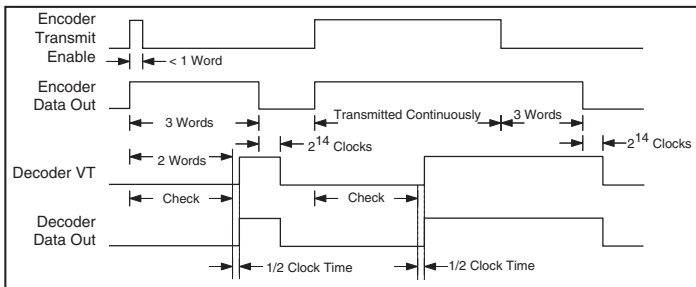 Encoder
Transmit
Enable
< 1 Word
Encoder
Data Out
3 Words
Transmitted Continuously
3 Words
2^14 Clocks
2^14 Clocks
2 Words
Decoder VT
Check
Check
Decoder
Data Out
1/2 Clock Time
1/2 Clock Time